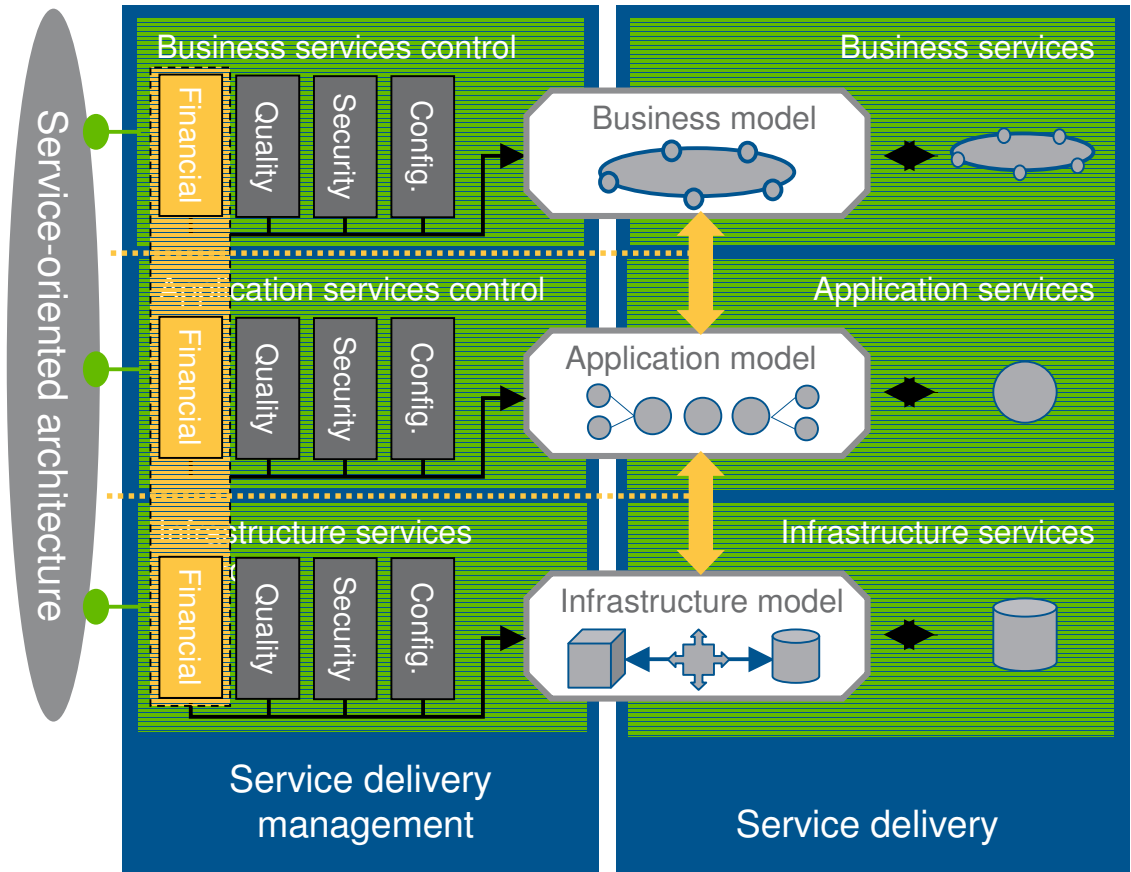 Service-oriented architecture
Business services control
Financial
Quality
Security
Config.
Business model
Business services
Application services control
Financial
Quality
Security
Config.
Application model
Application services
Infrastructure services
Financial
Quality
Security
Config.
Infrastructure model
Infrastructure services
Service delivery
management
Service delivery